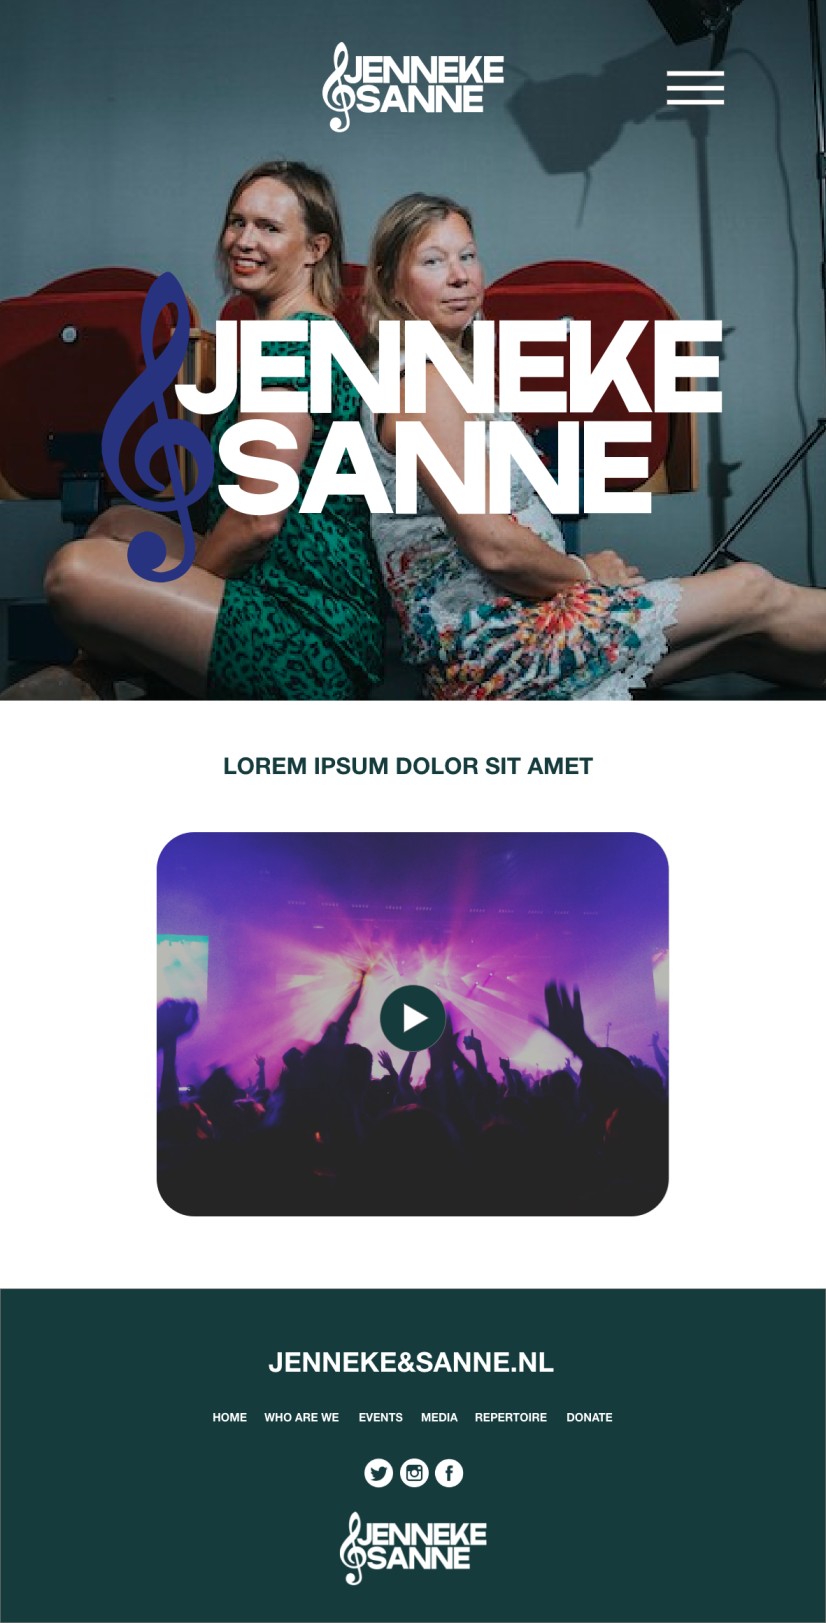 JENNEKE
SANNE
JENNEKE
SANNE
LOREM IPSUM DOLOR SIT AMET
JENNEKE&SANNE.NL
HOME WHO ARE WE EVENTS MEDIA REPERTOIRE DONATE
JENNEKE
SANNE